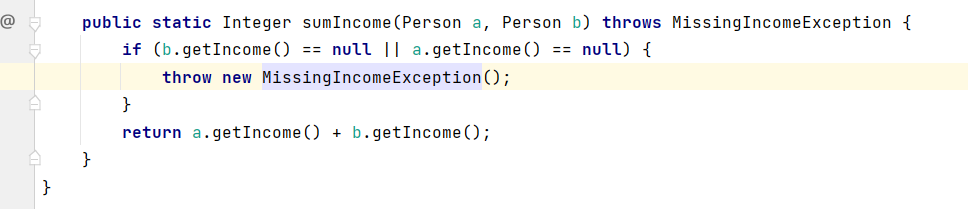 @ public static Integer sumIncome(Person a, Person b) throws MissingIncomeException {
if (b.getIncome() == null || a.getIncome() == null) {
throw new MissingIncomeException();
}
return a.getIncome() + b.getIncome();
}
}